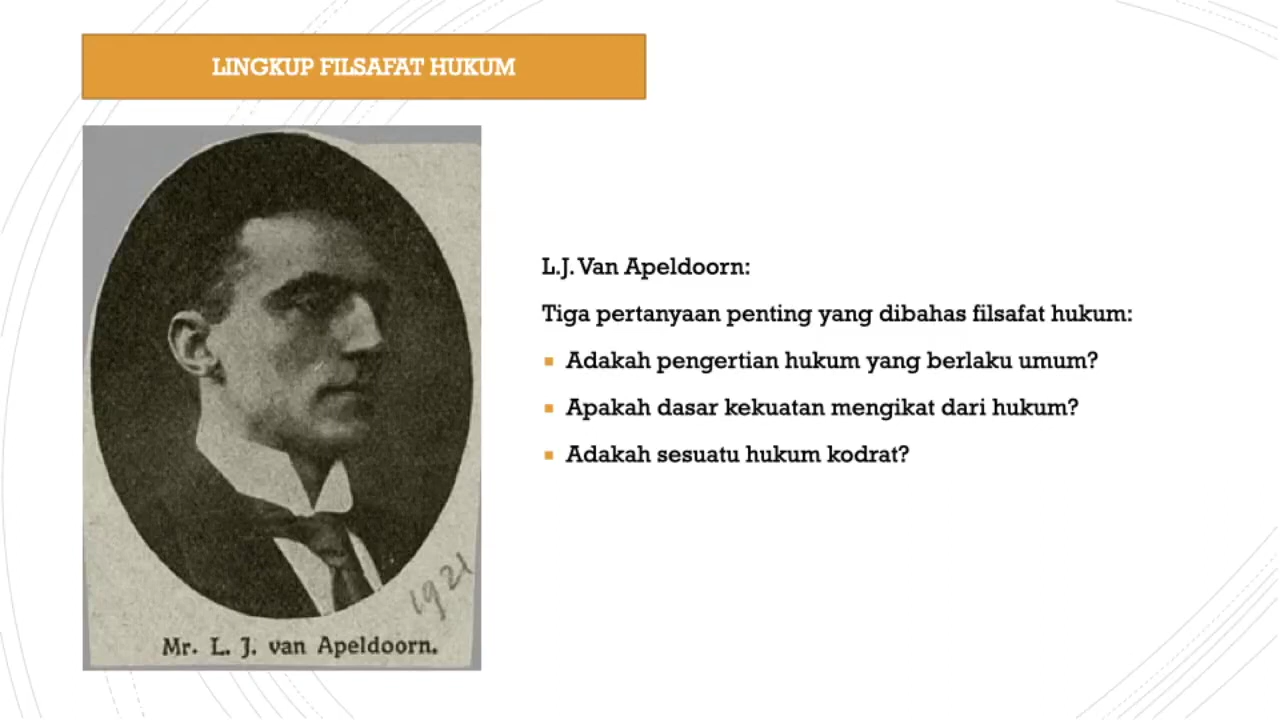 LINGKUP FILSAFAT HUKUM
L.J. Van Apeldoorn:
Tiga pertanyaan penting yang dibahas filsafat hukum:
Adakah pengertian hukum yang berlaku umum?
Apakah dasar kekuatan mengikat dari hukum?
Adakah sesuatu hukum kodrat?
1921
Mr. L. J. van Apeldoorn.